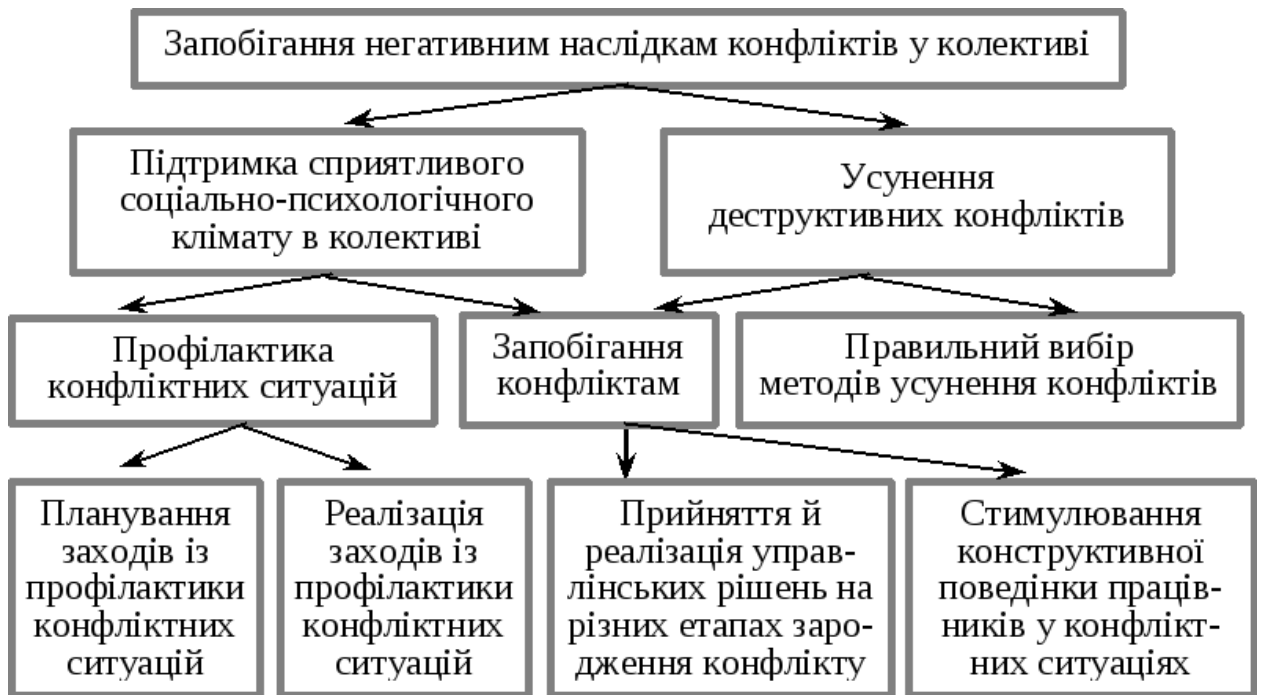 Запобігання негативним наслідкам конфліктів у колективі
Підтримка сприятливого
соціально-психологічного
клімату в колективі
Усунення
деструктивних конфліктів
Профілактика
конфліктних ситуацій
Запобігання
конфліктам
Правильний вибір
методів усунення конфліктів
Планування
заходів із
профілактики
конфліктних
ситуацій
Реалізація
заходів із
профілактики
конфліктних
ситуацій
Прийняття й
реалізація управ-
лінських рішень на
різних етапах заро-
дження конфлікту
Стимулювання
конструктивної
поведінки праців-
ників у конфлікт-
них ситуаціях